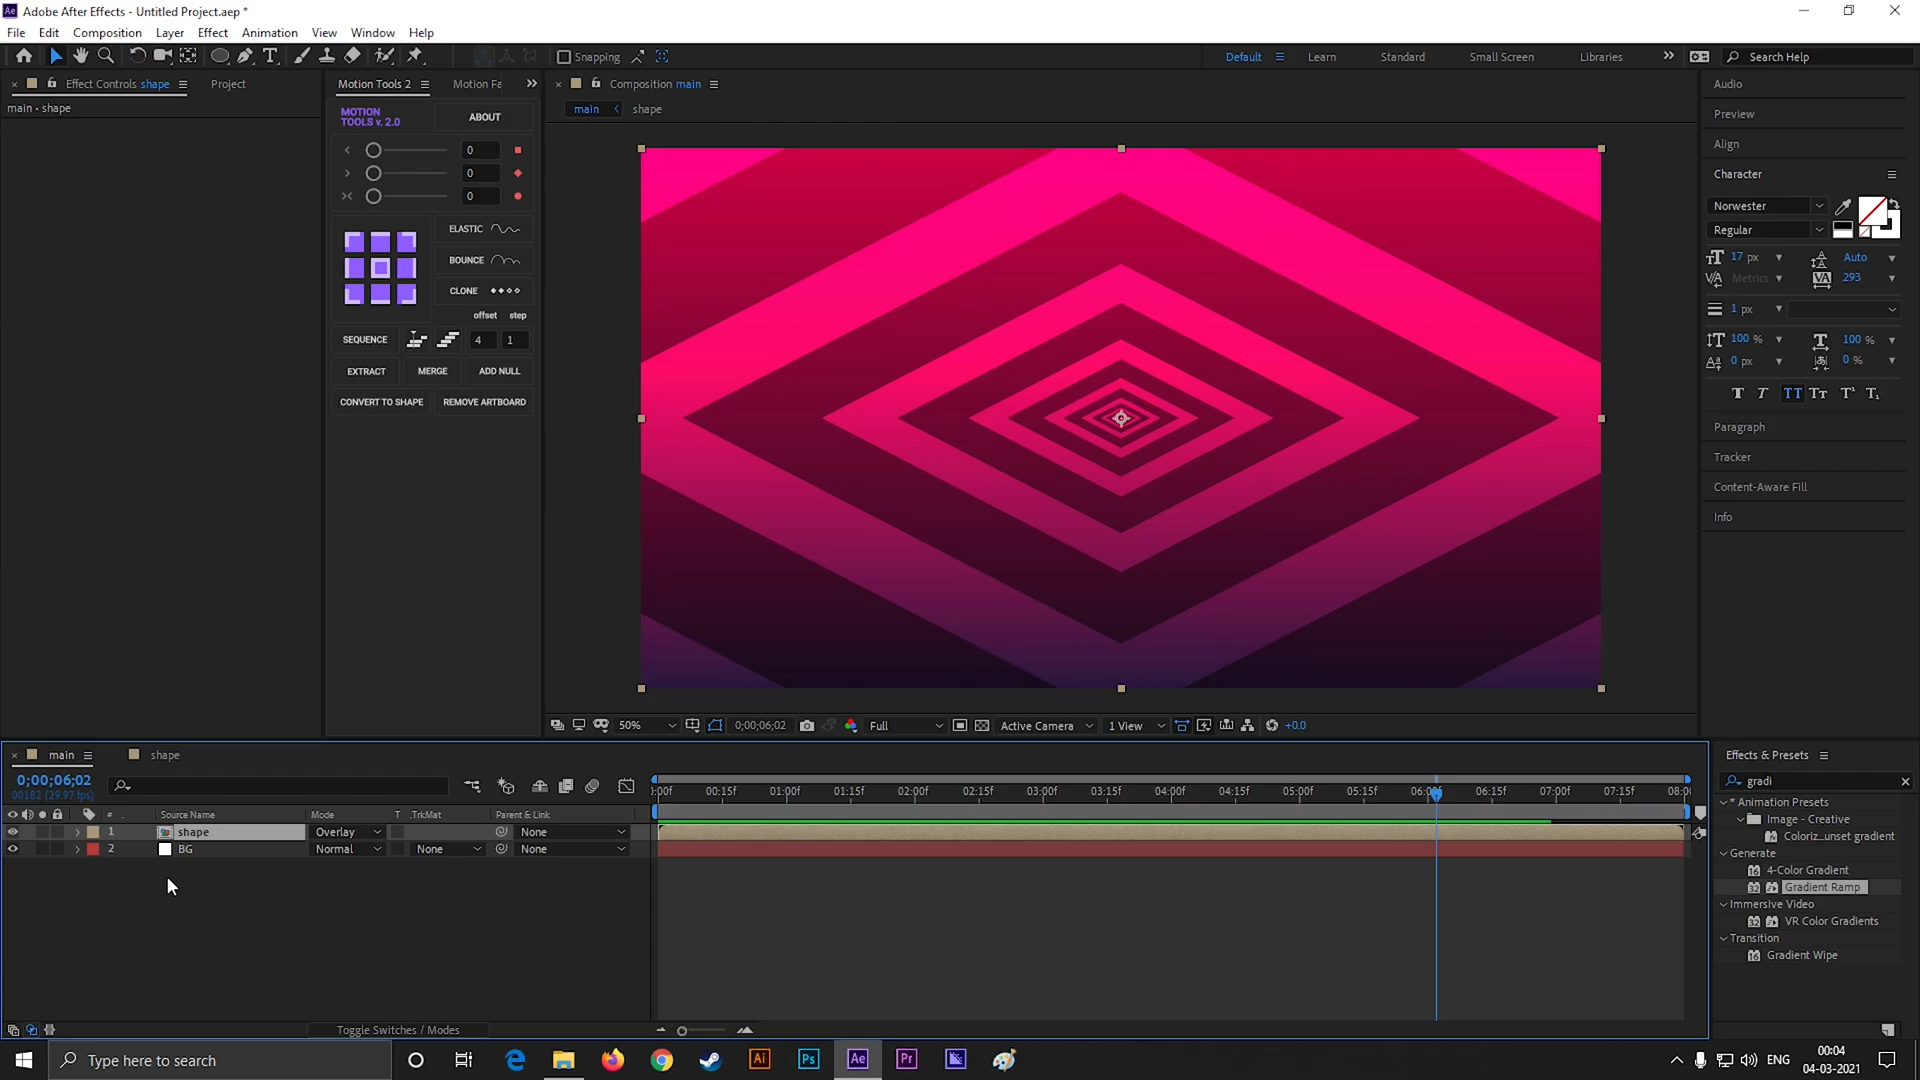 Adobe After Effects - Untitled Project.aep *
File Edit Composition Layer Effect Animation View Window Help
Snapping Default Learn Standard Small Screen Libraries Search Help
Effect Controls shape Project Motion Tools 2 Motion Fa Composition main Audio
main • shape
MOTION TOOLS v. 2.0 ABOUT
main shape
Preview
Align
Character
0
0
0
Norwester
Regular
ELASTIC
BOUNCE
CLONE
offset step
SEQUENCE 4 1
EXTRACT MERGE ADD NULL
CONVERT TO SHAPE REMOVE ARTBOARD
17 px Auto
Metrics 293
1 px
100 % 100 %
0 px 0 %
Paragraph
Tracker
Content-Aware Fill
Info
50% 0;00;06;02 Full Active Camera 1 View +0.0
main shape
0;00;06;02
00182 (29.97 fps)
00f 00:15f 01:00f 01:15f 02:00f 02:15f 03:00f 03:15f 04:00f 04:15f 05:00f 05:15f 06:15f 07:00f 07:15f
# Source Name Mode T .TrkMat Parent & Link
1 shape Overlay None
2 BG Normal None None
Toggle Switches / Modes
Effects & Presets
gradi
* Animation Presets
Image - Creative
Coloriz...unset gradient
Generate
4-Color Gradient
Gradient Ramp
Immersive Video
VR Color Gradients
Transition
Gradient Wipe
Type here to search
ENG
00:04
04-03-2021